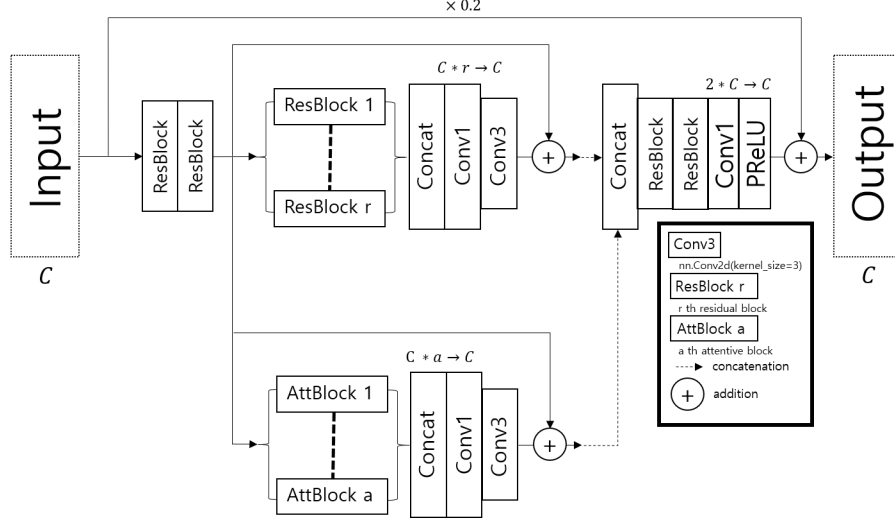 × 0.2
Input
C
ResBlock
ResBlock
ResBlock 1
ResBlock r
C * r → C
Concat
Conv1
Conv3
+
Concat
ResBlock
ResBlock
2 * C → C
Conv1
PReLU
+
Output
C
AttBlock 1
AttBlock a
C * a → C
Concat
Conv1
Conv3
+
Conv3
nn.Conv2d(kernel_size=3)
ResBlock r
r th residual block
AttBlock a
a th attentive block
concatenation
+ addition